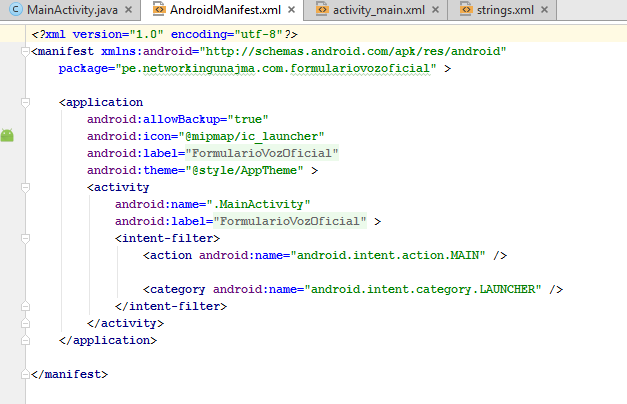 MainActivity.java × AndroidManifest.xml × activity_main.xml × strings.xml ×
<?xml version="1.0" encoding="utf-8"?>
<manifest xmlns:android="http://schemas.android.com/apk/res/android"
    package="pe.networkingunajma.com.formulariovozoficial" >

    <application
        android:allowBackup="true"
        android:icon="@mipmap/ic_launcher"
        android:label="FormularioVozOficial"
        android:theme="@style/AppTheme" >
        <activity
            android:name=".MainActivity"
            android:label="FormularioVozOficial" >
            <intent-filter>
                <action android:name="android.intent.action.MAIN" />

                <category android:name="android.intent.category.LAUNCHER" />
            </intent-filter>
        </activity>
    </application>

</manifest>